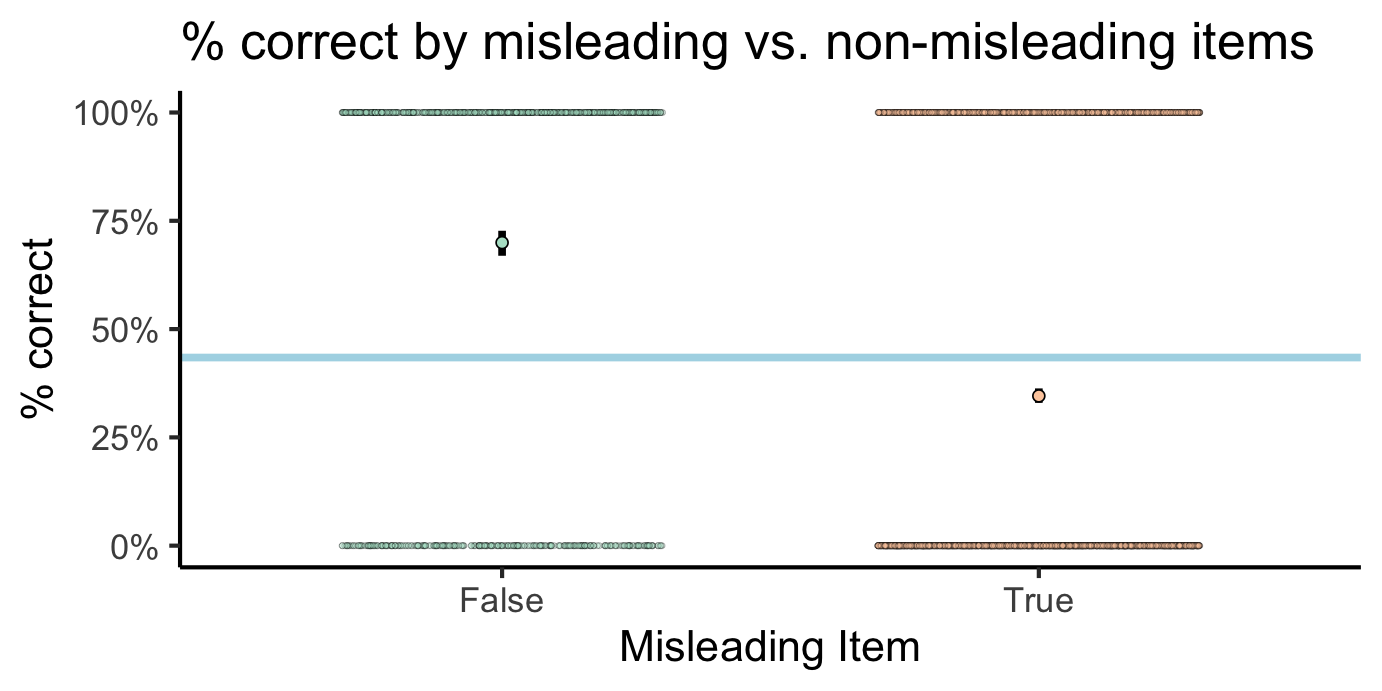 % correct by misleading vs. non-misleading items
100%
75%
50%
25%
0%
% correct
False
True
Misleading Item